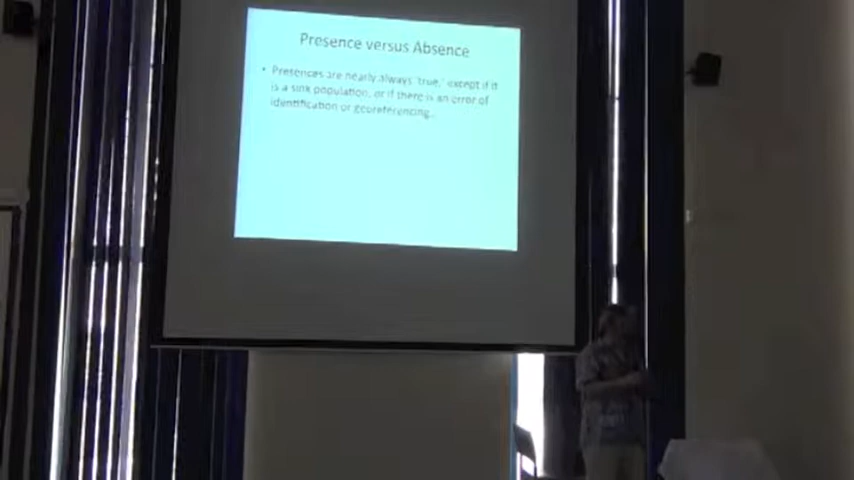 Presence versus Absence
• Presences are nearly always 'true,' except if it
is a sink population, or if there is an error of
identification or georeferencing..